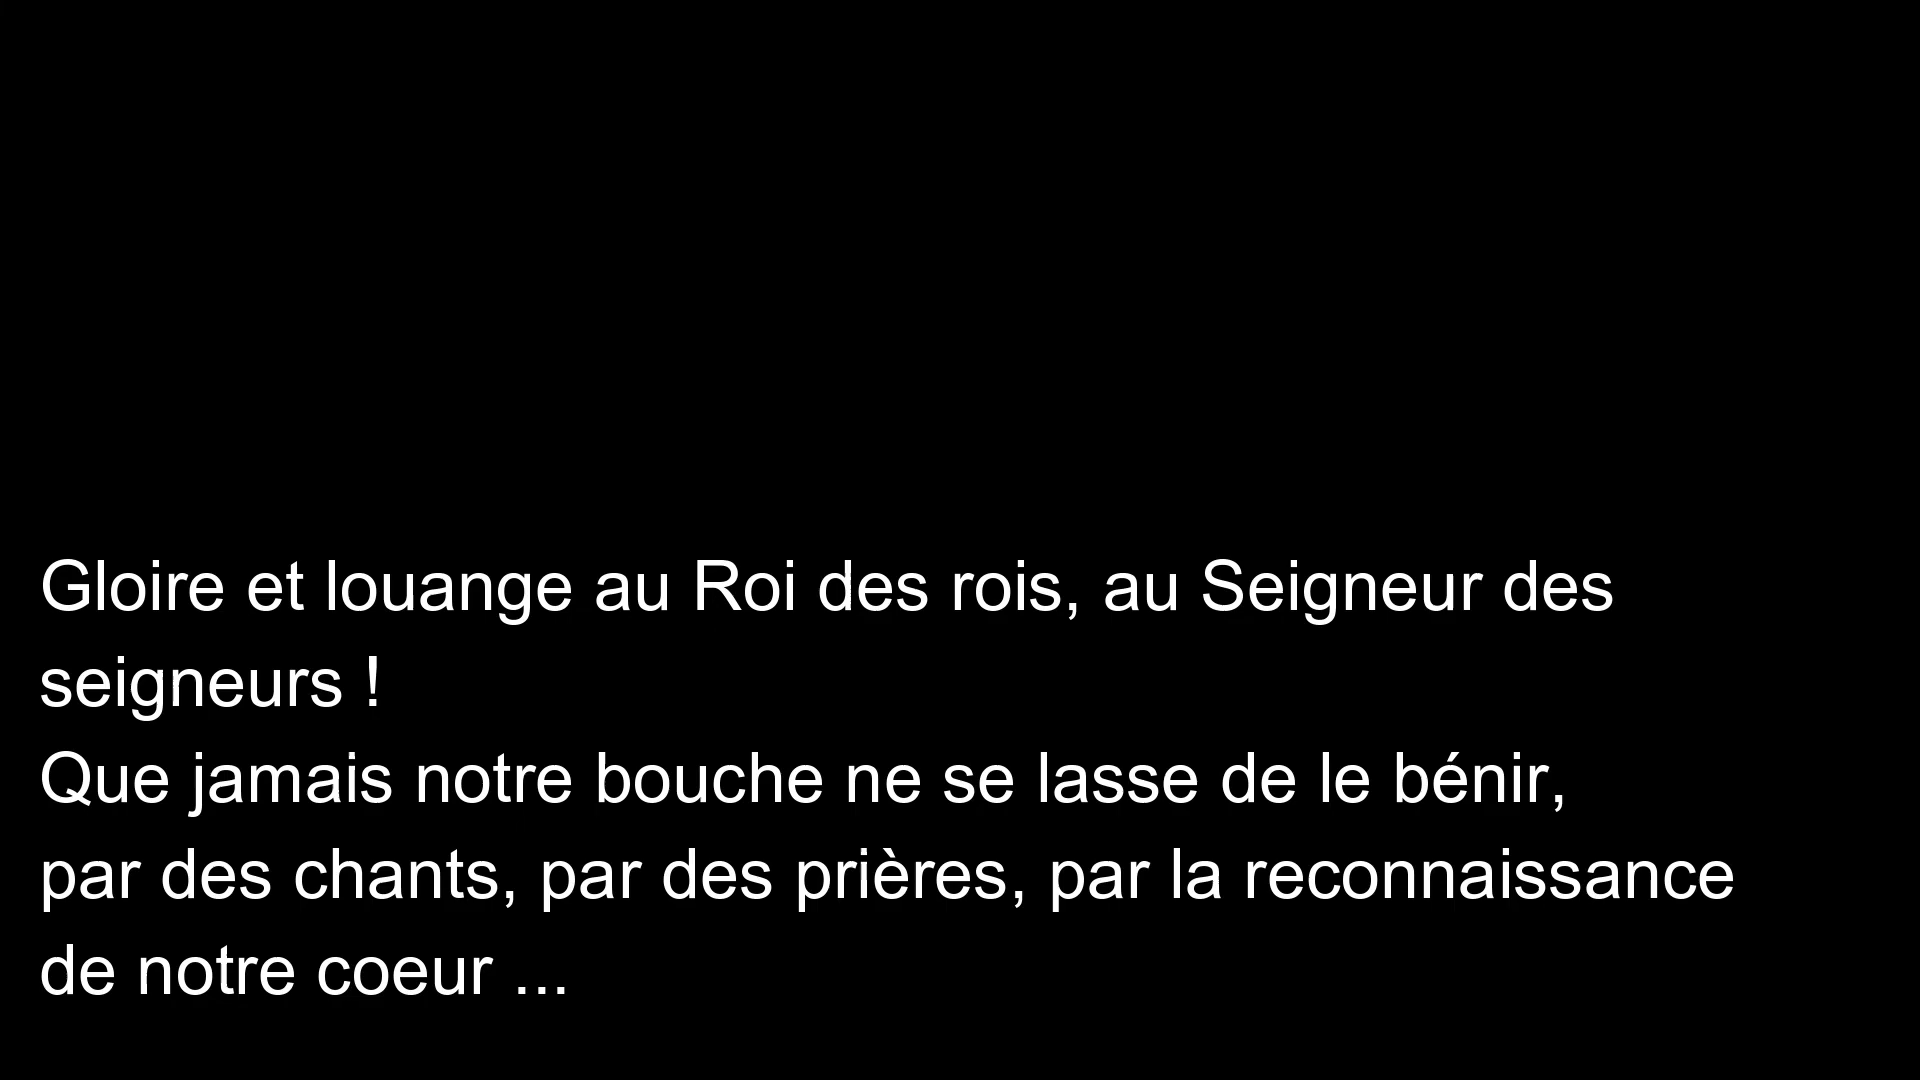 Gloire et louange au Roi des rois, au Seigneur des
seigneurs !
Que jamais notre bouche ne se lasse de le bénir,
par des chants, par des prières, par la reconnaissance
de notre coeur ...